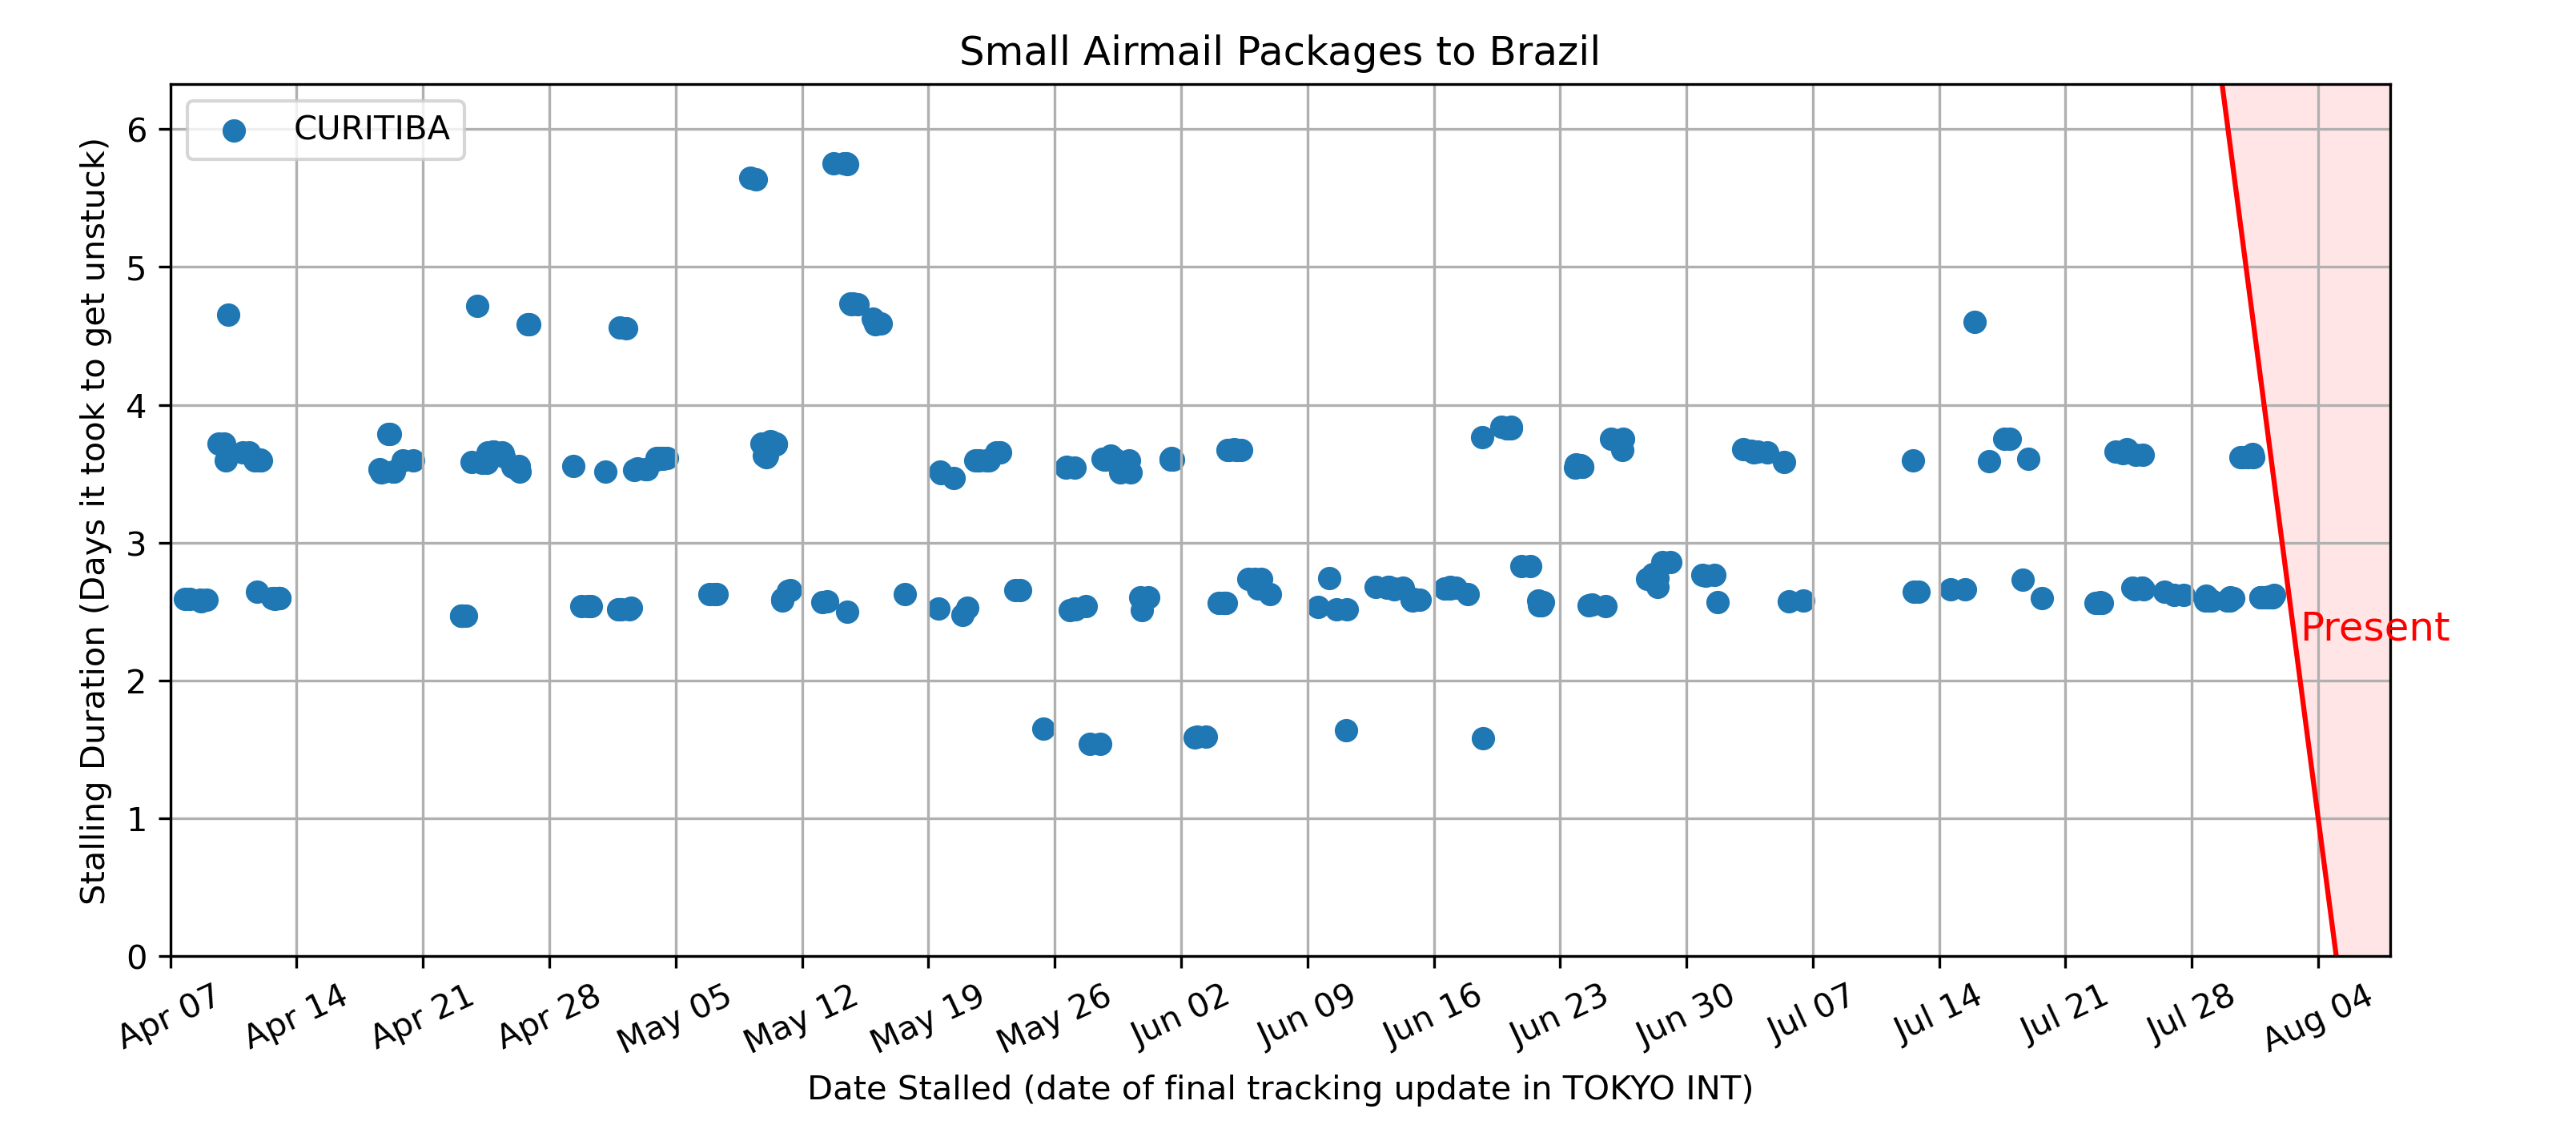 Small Airmail Packages to Brazil
CURITIBA
Stalling Duration (Days it took to get unstuck)
6
5
4
3
2
1
0
Present
Apr 07
Apr 14
Apr 21
Apr 28
May 05
May 12
May 19
May 26
Jun 02
Jun 09
Jun 16
Jun 23
Jun 30
Jul 07
Jul 14
Jul 21
Jul 28
Aug 04
Date Stalled (date of final tracking update in TOKYO INT)